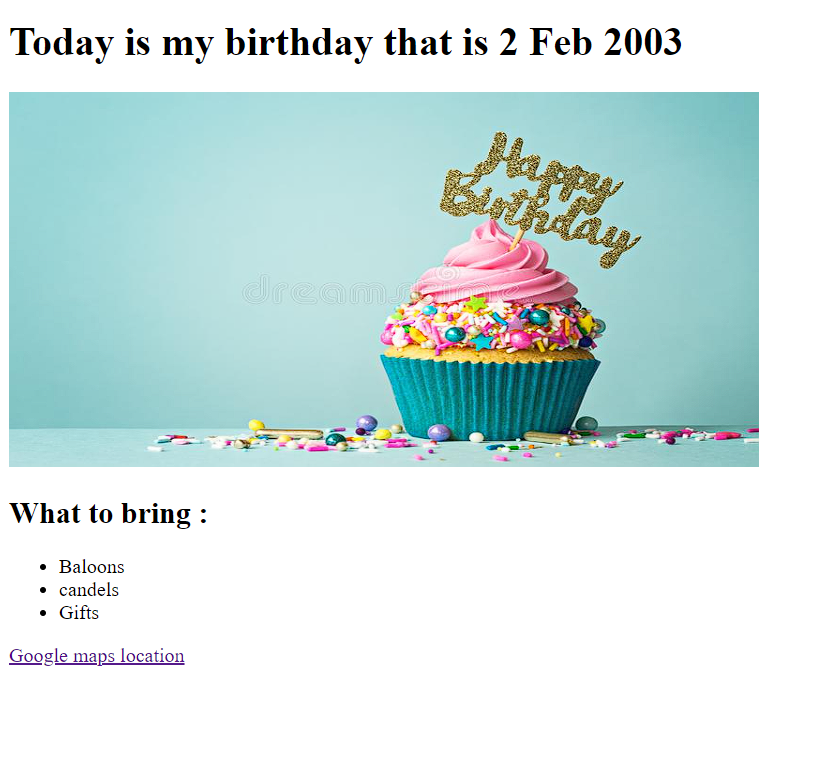 Today is my birthday that is 2 Feb 2003
Happy
Birthday
dreamstime.
What to bring :
Baloons
candels
Gifts
Google maps location